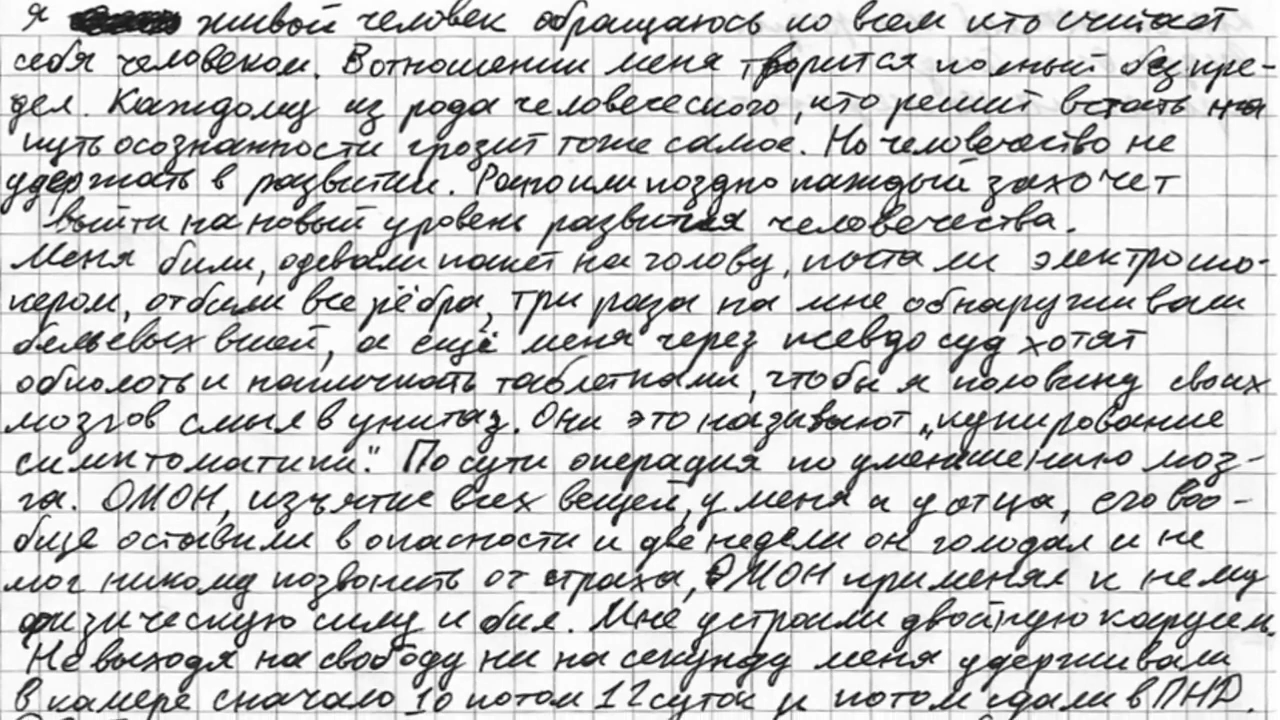 я живой человек обращаюсь ко всем кто считает
себя человеком. В отношении меня творится полный безпре-
дел. Каждому из рода человеческого, кто решит встать на
путь осознанности грозит тоже самое. Но человечество не
удержать в развитии. Рано или поздно каждый захочет
выйти на новый уровень развития человечества.
Меня били, одевали пакет на голову, пытали электрошо-
кером, отбили все рёбра, три раза на мне обнаруживали
бельевых вшей, а ещё меня через псевдо суд хотят
обколоть и напичкать таблетками, чтобы я половину своих
мозгов смыл в унитаз. Они это называют „купирование
симптоматики". По сути операция по уменьшению моз-
га. ОМОН, изъятие всех вещей, у меня а у отца, его воо-
бще оставили в опасности и две недели он голодал и не
мог никому позвонить от страха, ОМОН применял к нему
физическую силу и бил. Мне устроили двойную карусел.
Не выходя на свободу ни на секунду меня удерживали
в камере сначало 10 потом 12 суток и потом сдали в ПНД.